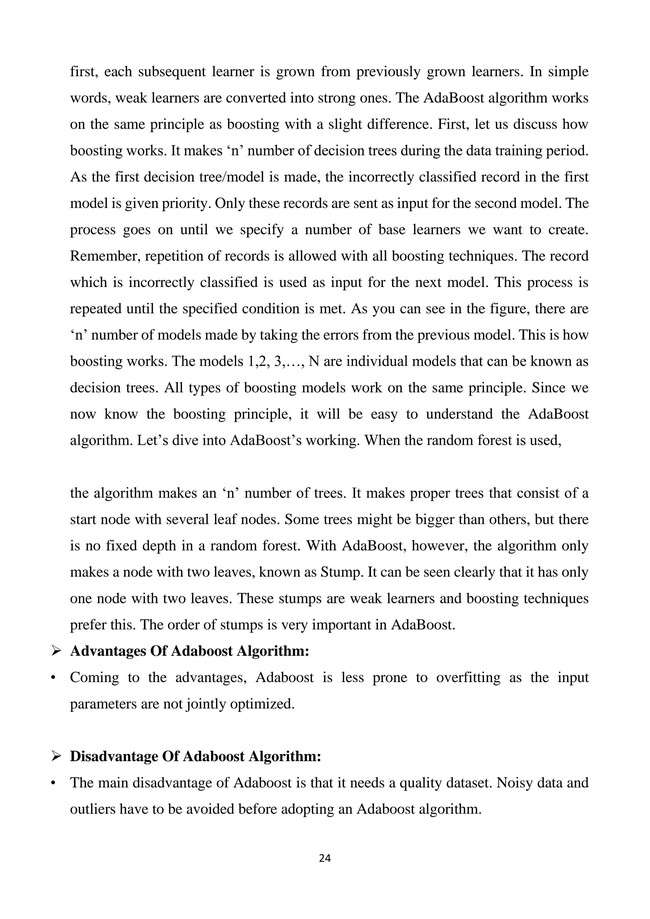 first, each subsequent learner is grown from previously grown learners. In simple
words, weak learners are converted into strong ones. The AdaBoost algorithm works
on the same principle as boosting with a slight difference. First, let us discuss how
boosting works. It makes ‘n’ number of decision trees during the data training period.
As the first decision tree/model is made, the incorrectly classified record in the first
model is given priority. Only these records are sent as input for the second model. The
process goes on until we specify a number of base learners we want to create.
Remember, repetition of records is allowed with all boosting techniques. The record
which is incorrectly classified is used as input for the next model. This process is
repeated until the specified condition is met. As you can see in the figure, there are
‘n’ number of models made by taking the errors from the previous model. This is how
boosting works. The models 1,2, 3,…, N are individual models that can be known as
decision trees. All types of boosting models work on the same principle. Since we
now know the boosting principle, it will be easy to understand the AdaBoost
algorithm. Let’s dive into AdaBoost’s working. When the random forest is used,
the algorithm makes an ‘n’ number of trees. It makes proper trees that consist of a
start node with several leaf nodes. Some trees might be bigger than others, but there
is no fixed depth in a random forest. With AdaBoost, however, the algorithm only
makes a node with two leaves, known as Stump. It can be seen clearly that it has only
one node with two leaves. These stumps are weak learners and boosting techniques
prefer this. The order of stumps is very important in AdaBoost.
➢ Advantages Of Adaboost Algorithm:
• Coming to the advantages, Adaboost is less prone to overfitting as the input
parameters are not jointly optimized.
➢ Disadvantage Of Adaboost Algorithm:
• The main disadvantage of Adaboost is that it needs a quality dataset. Noisy data and
outliers have to be avoided before adopting an Adaboost algorithm.
24